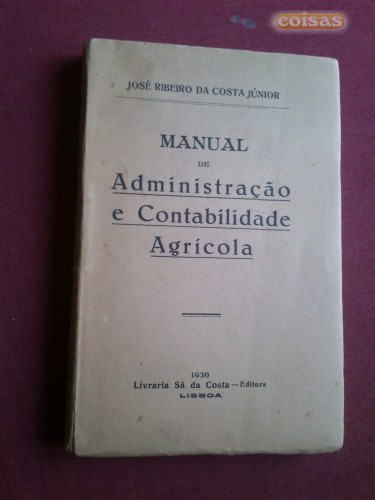 coisas
JOSÉ RIBEIRO DA COSTA JÚNIOR
MANUAL
DE
Administração
e Contabilidade
Agrícola
1936
Livraria Sá da Costa—Editora
LISBOA